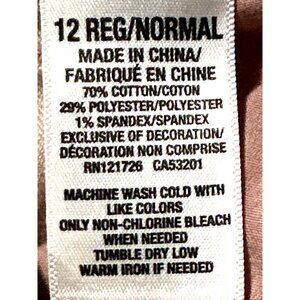 12 REG/NORMAL
MADE IN CHINA/
FABRIQUÉ EN CHINE
70% COTTON/COTON
29% POLYESTER/POLYESTER
1% SPANDEX/SPANDEX
EXCLUSIVE OF DECORATION/
DÉCORATION NON COMPRISE
RN121726 CA53201
MACHINE WASH COLD WITH
LIKE COLORS
ONLY NON-CHLORINE BLEACH
WHEN NEEDED
TUMBLE DRY LOW
WARM IRON IF NEEDED